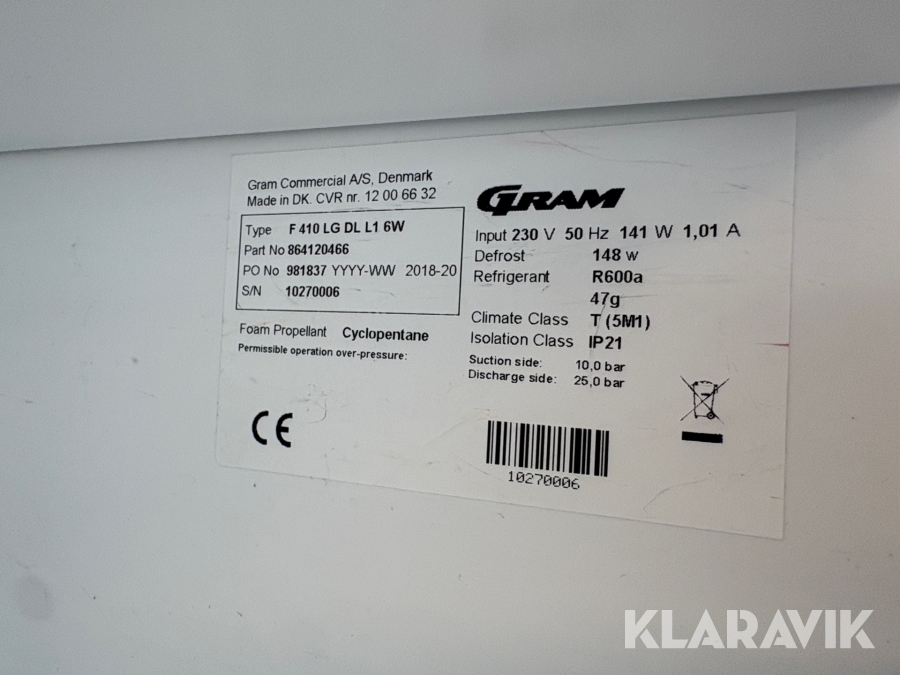 Gram Commercial A/S, Denmark
Made in DK. CVR nr. 12 00 66 32
Type F 410 LG DL L1 6W
Part No 864120466
PO No 981837 YYYY-WW 2018-20
S/N 10270006
Foam Propellant Cyclopentane
Permissible operation over-pressure:
CE
GRAM
Input 230 V 50 Hz 141 W 1,01 A
Defrost 148 W
Refrigerant R600a
47g
Climate Class T (5M1)
Isolation Class IP21
Suction side: 10,0 bar
Discharge side: 25,0 bar
10270006
KLARAVIK